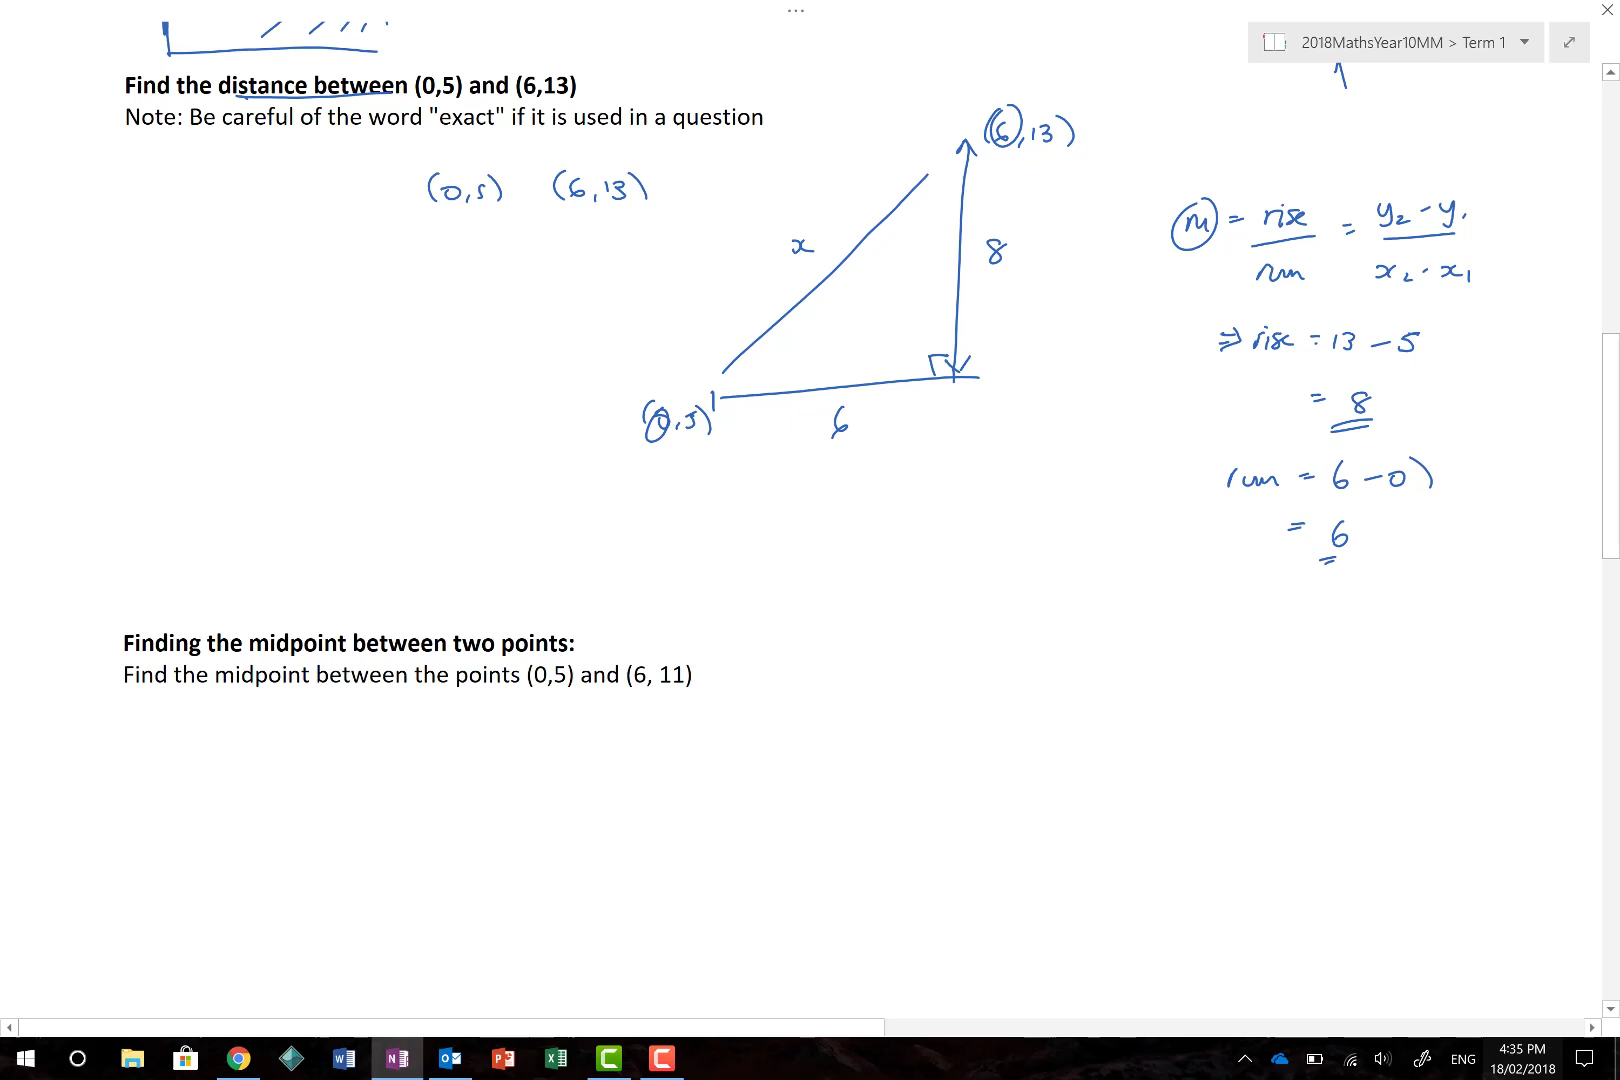 2018MathsYear10MM > Term 1
Find the distance between (0,5) and (6,13)
Note: Be careful of the word "exact" if it is used in a question
(0,5) (6,13)
(6,13)
x
8
(0,5)
6
m = rise / run = y₂ - y₁ / x₂ - x₁
⇒ rise = 13 - 5
= 8
run = 6 - 0)
= 6
Finding the midpoint between two points:
Find the midpoint between the points (0,5) and (6, 11)
ENG
4:35 PM
18/02/2018